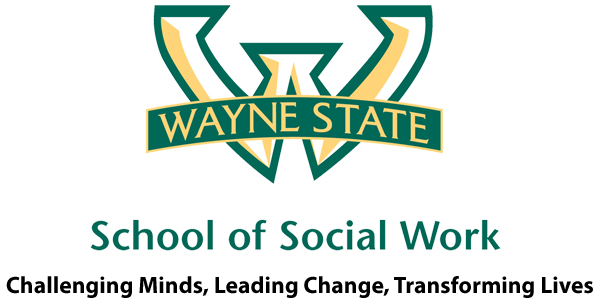 WAYNE STATE
School of Social Work
Challenging Minds, Leading Change, Transforming Lives